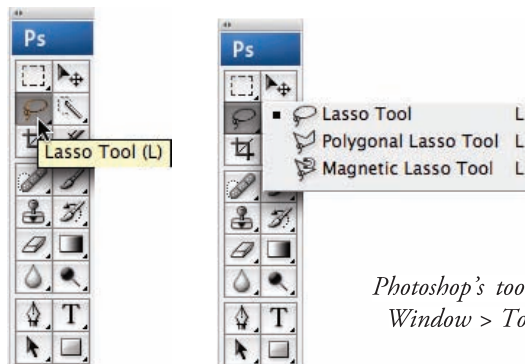 Ps
Lasso Tool (L)
T
Ps
Lasso Tool L
Polygonal Lasso Tool L
Magnetic Lasso Tool L
T
Photoshop's too
Window > To